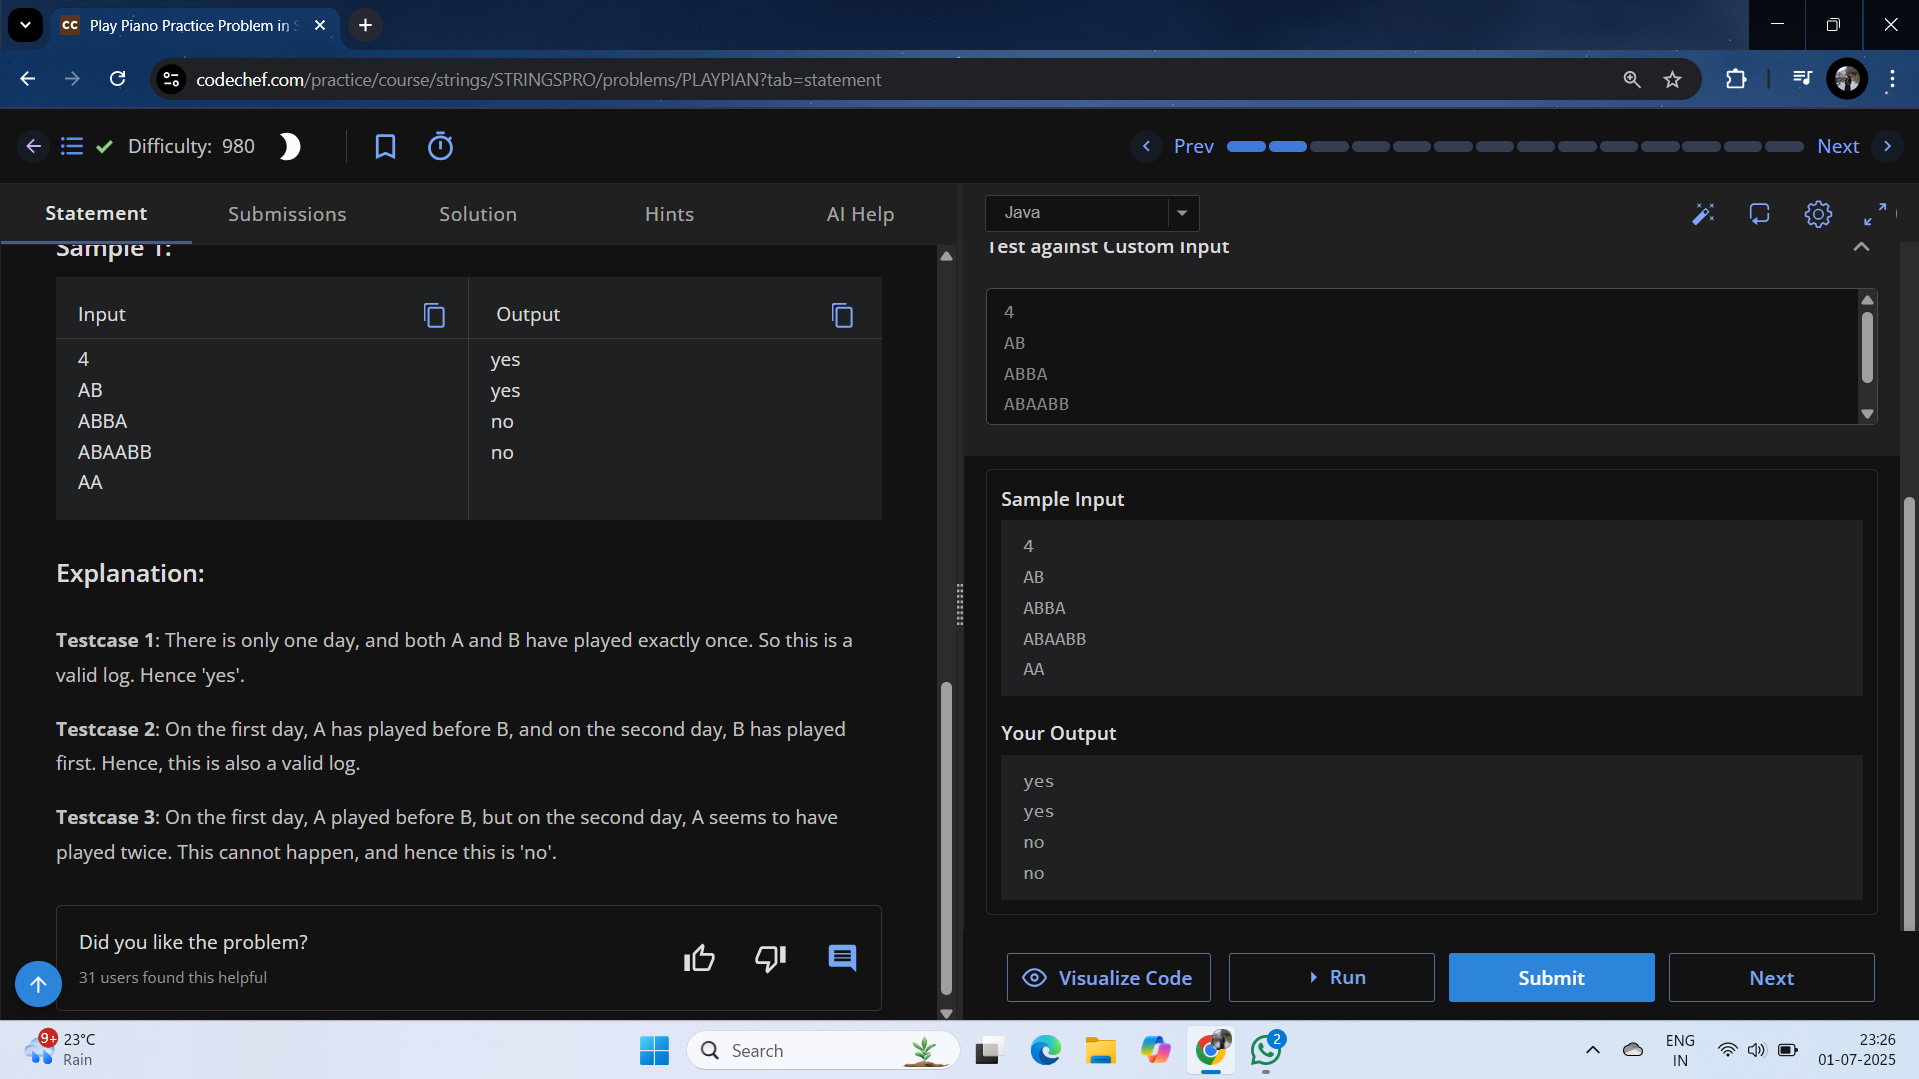 CC Play Piano Practice Problem in
codechef.com/practice/course/strings/STRINGSPRO/problems/PLAYPIAN?tab=statement
Difficulty: 980
Prev
Next
Statement
Submissions
Solution
Hints
AI Help
Java
Sample 1:
Test against Custom Input
Input
Output
4
AB
ABBA
ABAABB
AA
yes
yes
no
no
4
AB
ABBA
ABAABB
Explanation:
Testcase 1: There is only one day, and both A and B have played exactly once. So this is a
valid log. Hence 'yes'.
Testcase 2: On the first day, A has played before B, and on the second day, B has played
first. Hence, this is also a valid log.
Testcase 3: On the first day, A played before B, but on the second day, A seems to have
played twice. This cannot happen, and hence this is 'no'.
Did you like the problem?
31 users found this helpful
Sample Input
4
AB
ABBA
ABAABB
AA
Your Output
yes
yes
no
no
Visualize Code
Run
Submit
Next
9+
23°C
Rain
Search
2
ENG
IN
23:26
01-07-2025